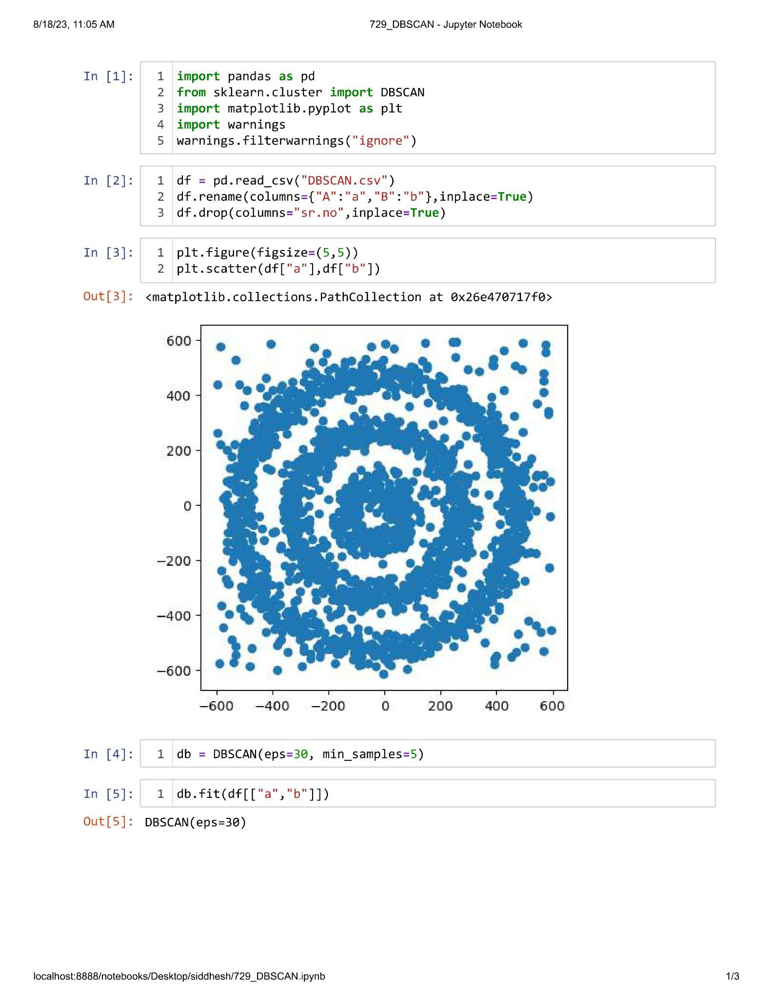 8/18/23, 11:05 AM 729_DBSCAN - Jupyter Notebook
In [1]: 1 import pandas as pd
2 from sklearn.cluster import DBSCAN
3 import matplotlib.pyplot as plt
4 import warnings
5 warnings.filterwarnings("ignore")
In [2]: 1 df = pd.read_csv("DBSCAN.csv")
2 df.rename(columns={"A":"a","B":"b"},inplace=True)
3 df.drop(columns="sr.no",inplace=True)
In [3]: 1 plt.figure(figsize=(5,5))
2 plt.scatter(df["a"],df["b"])
Out[3]: <matplotlib.collections.PathCollection at 0x26e470717f0>
600
400
200
0
−200
−400
−600
−600 −400 −200 0 200 400 600
In [4]: 1 db = DBSCAN(eps=30, min_samples=5)
In [5]: 1 db.fit(df[["a","b"]])
Out[5]: DBSCAN(eps=30)
localhost:8888/notebooks/Desktop/siddhesh/729_DBSCAN.ipynb 1/3